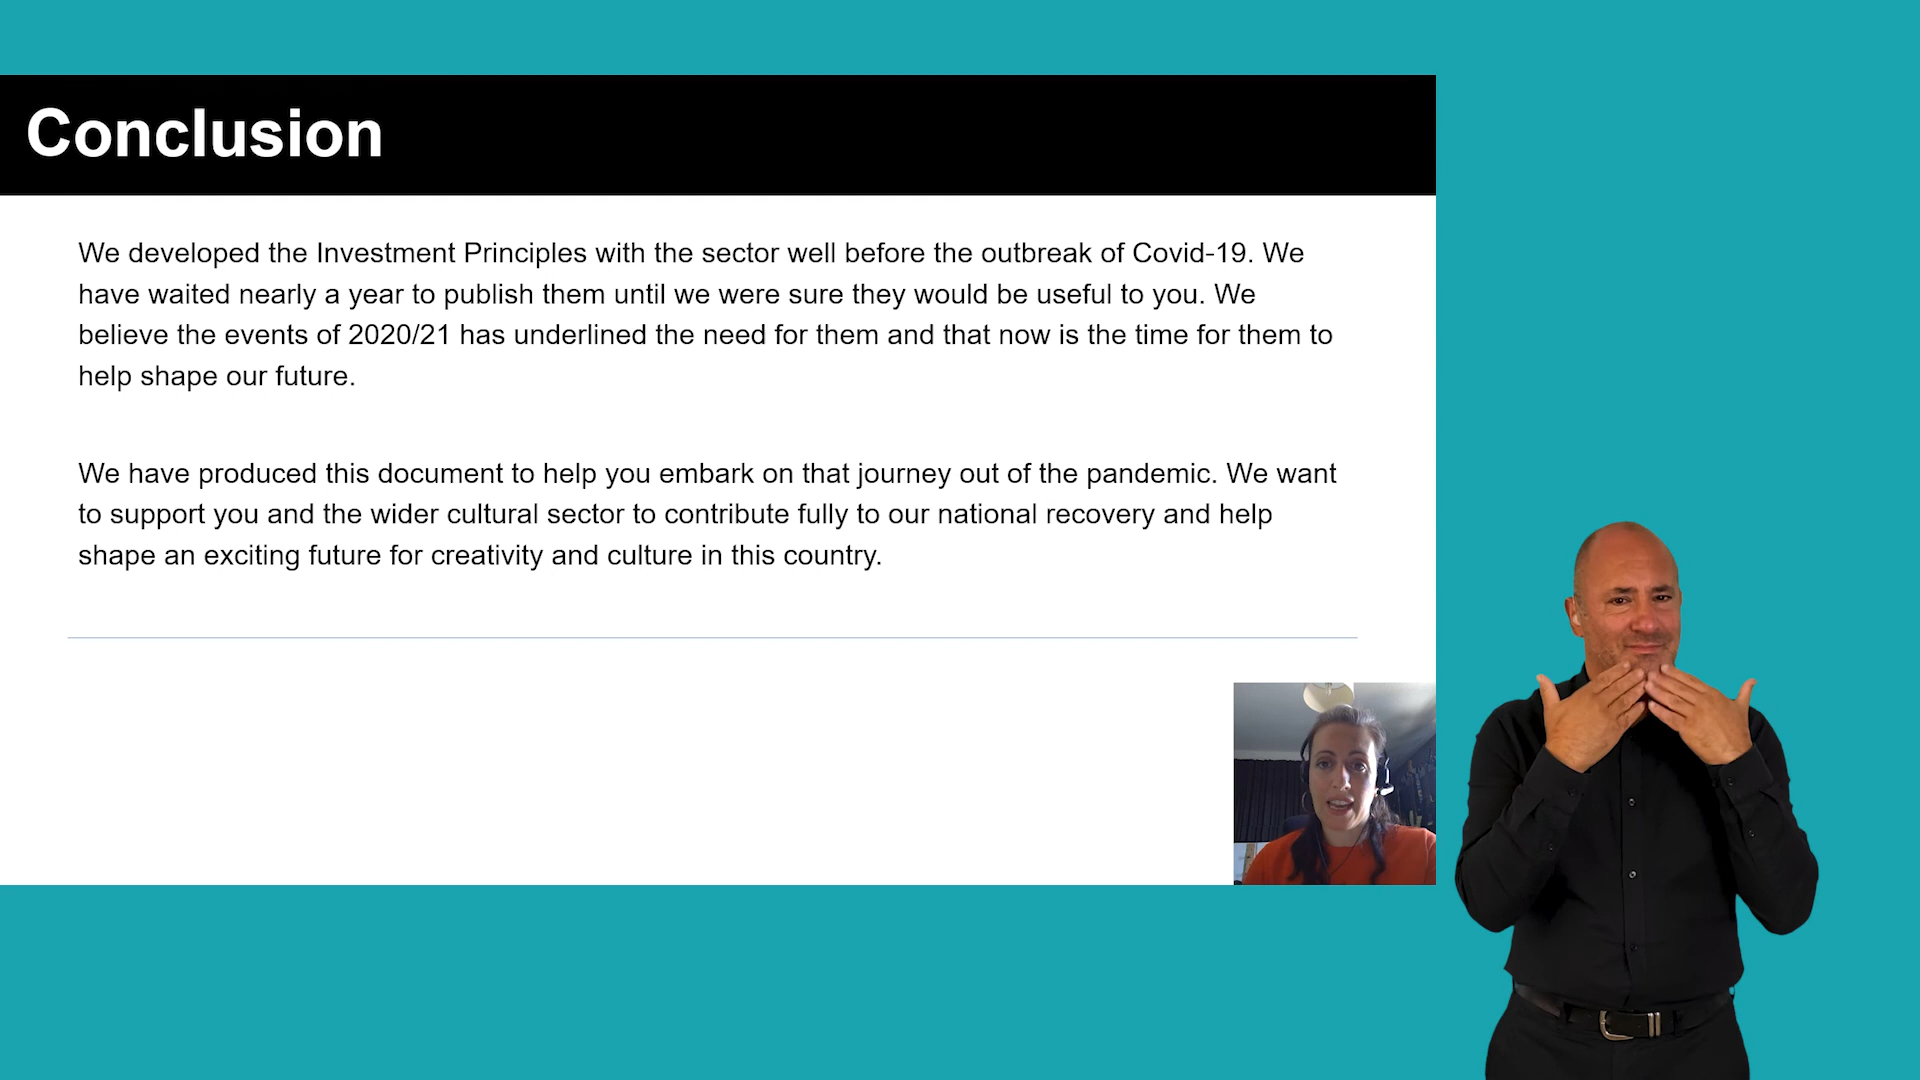 Conclusion
We developed the Investment Principles with the sector well before the outbreak of Covid-19. We
have waited nearly a year to publish them until we were sure they would be useful to you. We
believe the events of 2020/21 has underlined the need for them and that now is the time for them to
help shape our future.
We have produced this document to help you embark on that journey out of the pandemic. We want
to support you and the wider cultural sector to contribute fully to our national recovery and help
shape an exciting future for creativity and culture in this country.